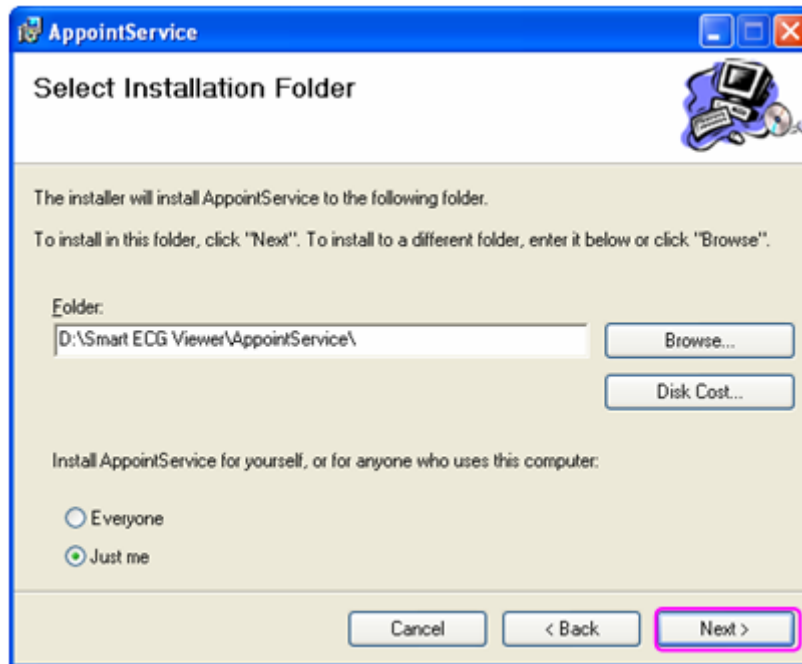 AppointService
Select Installation Folder
The installer will install AppointService to the following folder.
To install in this folder, click "Next". To install to a different folder, enter it below or click "Browse".
Folder:
D:\Smart ECG Viewer\AppointService\
Browse...
Disk Cost...
Install AppointService for yourself, or for anyone who uses this computer:
Everyone
Just me
Cancel
< Back
Next >